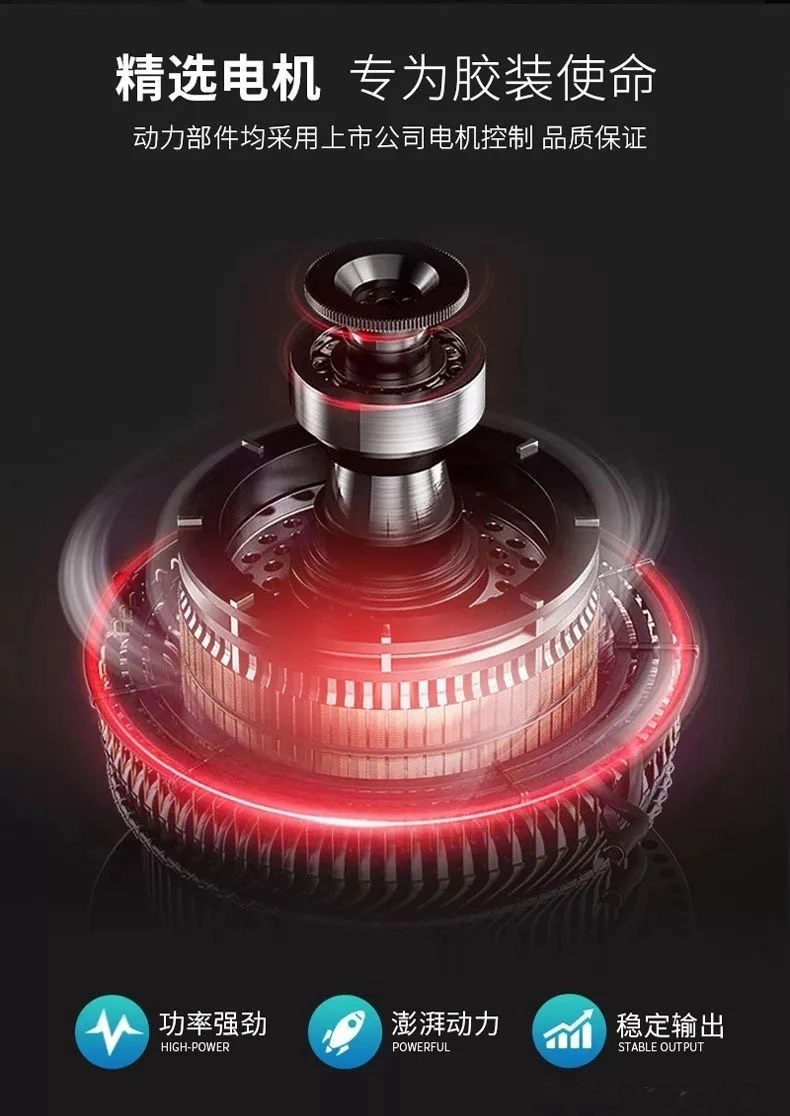 精选电机 专为胶装使命
动力部件均采用上市公司电机控制 品质保证
功率强劲
HIGH-POWER
澎湃动力
POWERFUL
稳定输出
STABLE OUTPUT